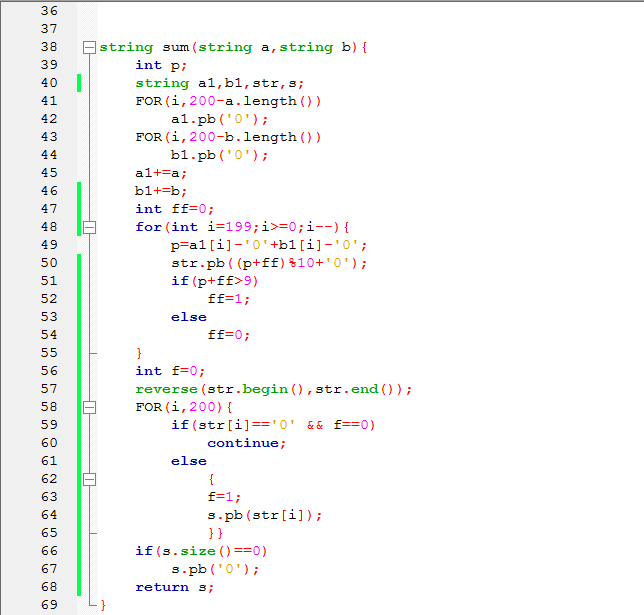 36
37
38 string sum(string a,string b){
39 int p;
40 string a1,b1,str,s;
41 FOR(i,200-a.length())
42 a1.pb('0');
43 FOR(i,200-b.length())
44 b1.pb('0');
45 a1+=a;
46 b1+=b;
47 int ff=0;
48 for(int i=199;i>=0;i--){
49 p=a1[i]-'0'+b1[i]-'0';
50 str.pb((p+ff)%10+'0');
51 if(p+ff>9)
52 ff=1;
53 else
54 ff=0;
55 }
56 int f=0;
57 reverse(str.begin(),str.end());
58 FOR(i,200){
59 if(str[i]=='0' && f==0)
60 continue;
61 else
62 {
63 f=1;
64 s.pb(str[i]);
65 }}
66 if(s.size()==0)
67 s.pb('0');
68 return s;
69 }